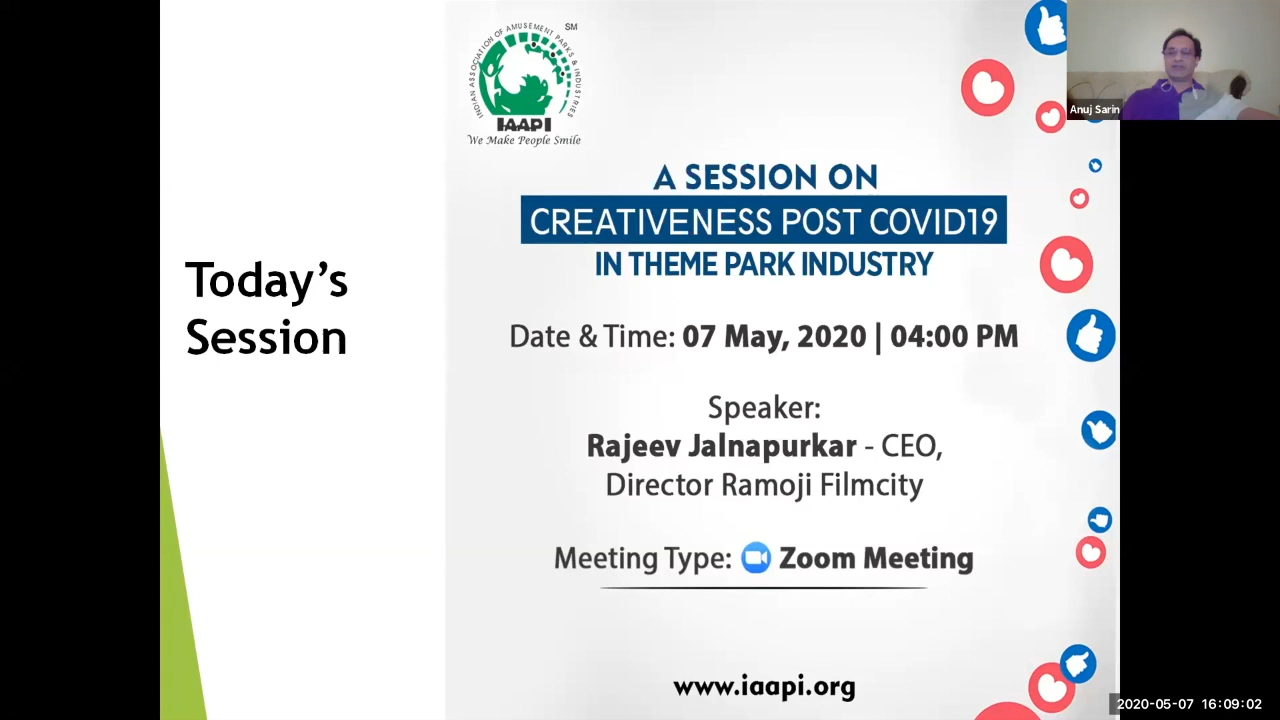 Today's
Session
SM
INDIAN ASSOCIATION OF AMUSEMENT PARKS & INDUSTRIES
IAAPI
We Make People Smile
A SESSION ON
CREATIVENESS POST COVID19
IN THEME PARK INDUSTRY
Date & Time: 07 May, 2020 | 04:00 PM
Speaker:
Rajeev Jalnapurkar - CEO,
Director Ramoji Filmcity
Meeting Type: Zoom Meeting
www.iaapi.org
Anuj Sarin
2020-05-07 16:09:02